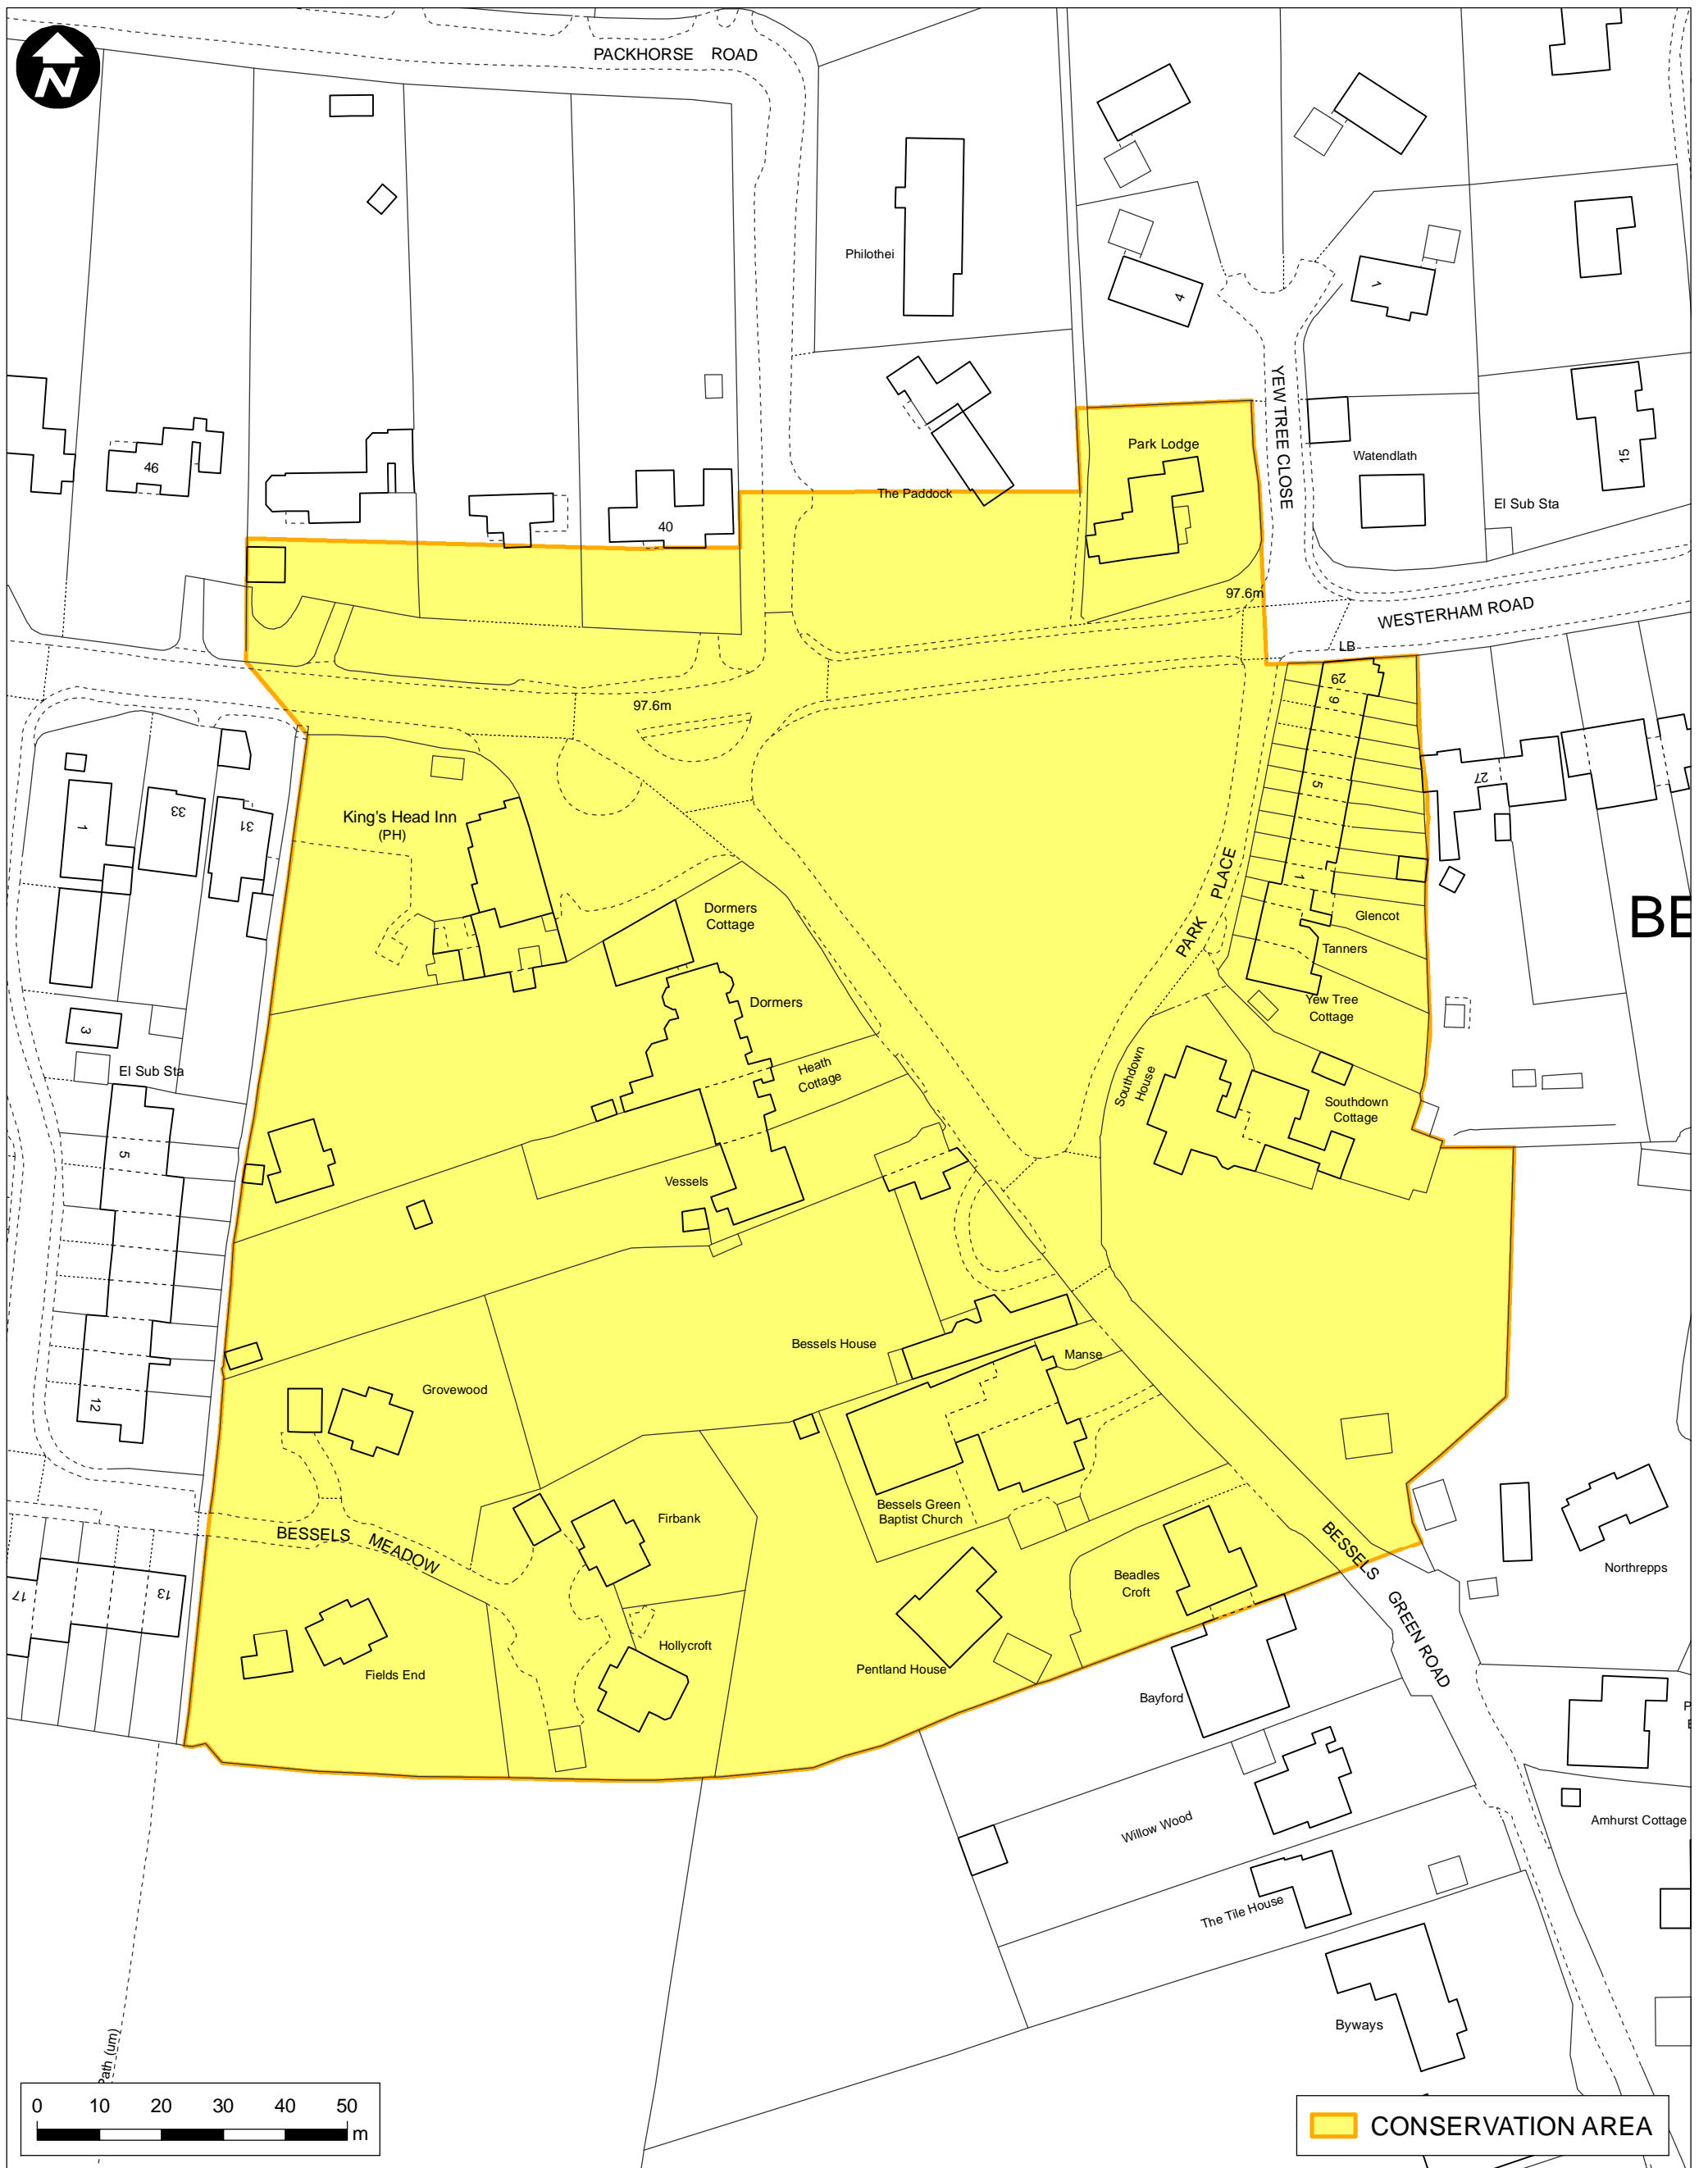 N
PACKHORSE ROAD
Philothei
4
1
YEW TREE CLOSE
Park Lodge
46
Watendlath
15
The Paddock
El Sub Sta
40
97.6m
WESTERHAM ROAD
LB
97.6m
29
9
27
5
1
33
31
King's Head Inn
(PH)
PARK PLACE
1
BE
Dormers
Cottage
Glencot
Tanners
Dormers
Yew Tree
Cottage
3
El Sub Sta
Heath
Cottage
Southdown
House
Southdown
Cottage
5
Vessels
Bessels House
Manse
Grovewood
12
Bessels Green
Baptist Church
Firbank
BESSELS MEADOW
BESSELS GREEN ROAD
Northrepps
Beadles
Croft
17
13
Hollycroft
Fields End
Pentland House
Bayford
Willow Wood
Amhurst Cottage
The Tile House
Byways
Path (um)
0 10 20 30 40 50
m
CONSERVATION AREA